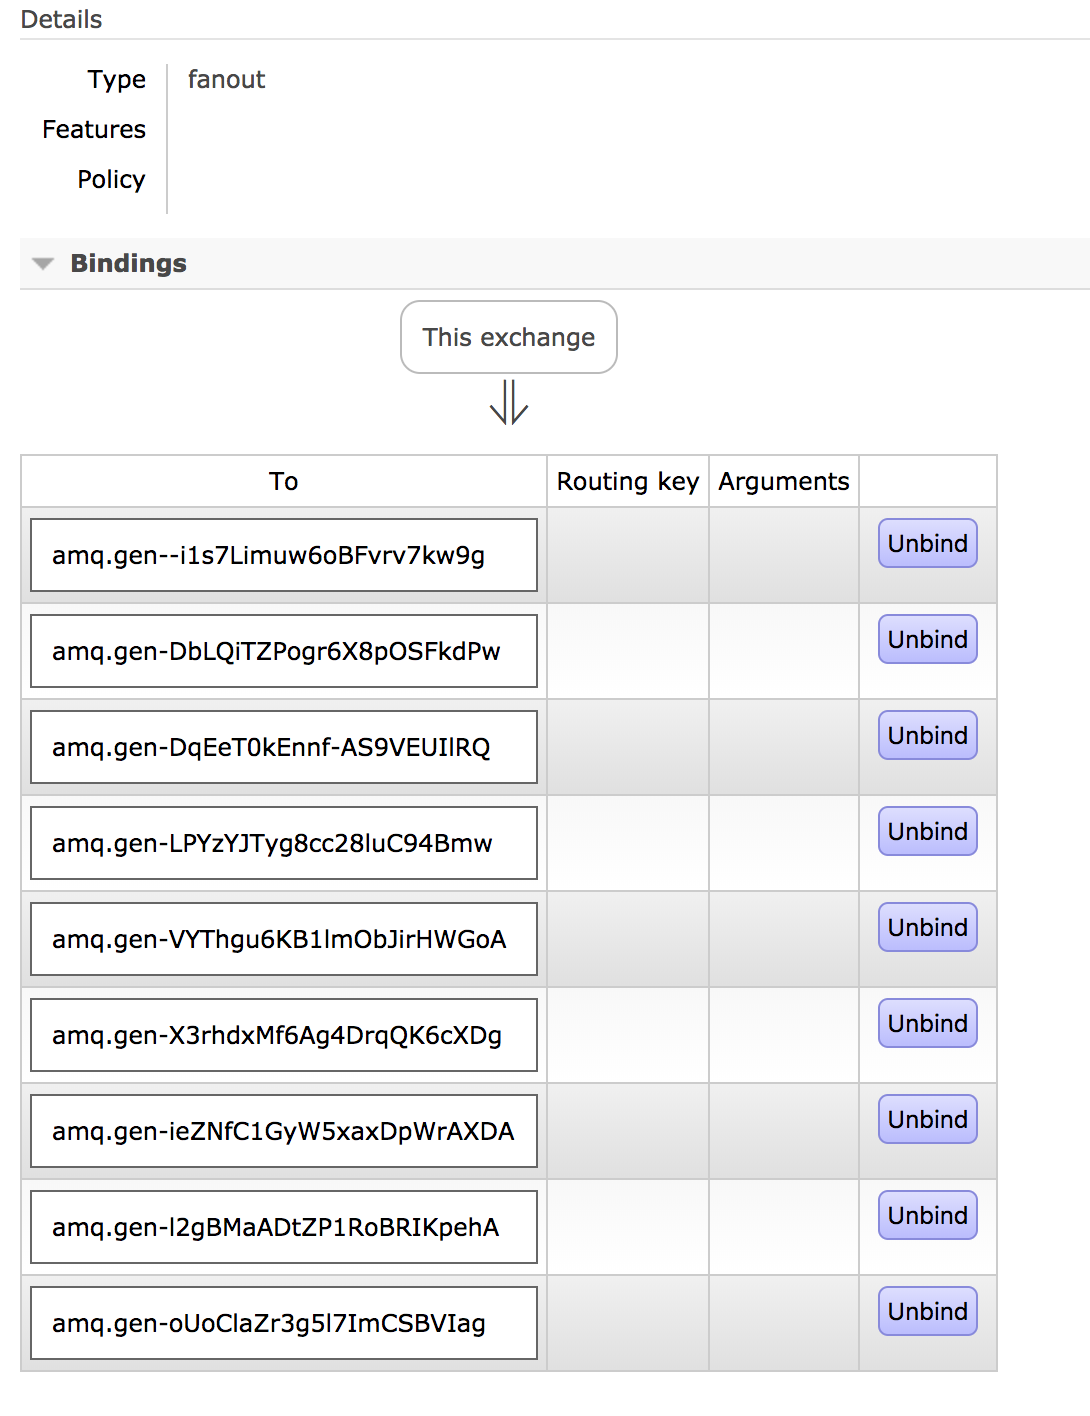 Details
Type fanout
Features
Policy
Bindings
This exchange
To Routing key Arguments
amq.gen--i1s7Limuw6oBFvrv7kw9g Unbind
amq.gen-DbLQiTZPogr6X8pOSFkdPw Unbind
amq.gen-DqEeT0kEnnf-AS9VEUIlRQ Unbind
amq.gen-LPYzYJTyg8cc28luC94Bmw Unbind
amq.gen-VYThgu6KB1lmObJirHWGoA Unbind
amq.gen-X3rhdxMf6Ag4DrqQK6cXDg Unbind
amq.gen-ieZNfC1GyW5xaxDpWrAXDA Unbind
amq.gen-l2gBMaADtZP1RoBRIKpehA Unbind
amq.gen-oUoClaZr3g5l7ImCSBVIag Unbind